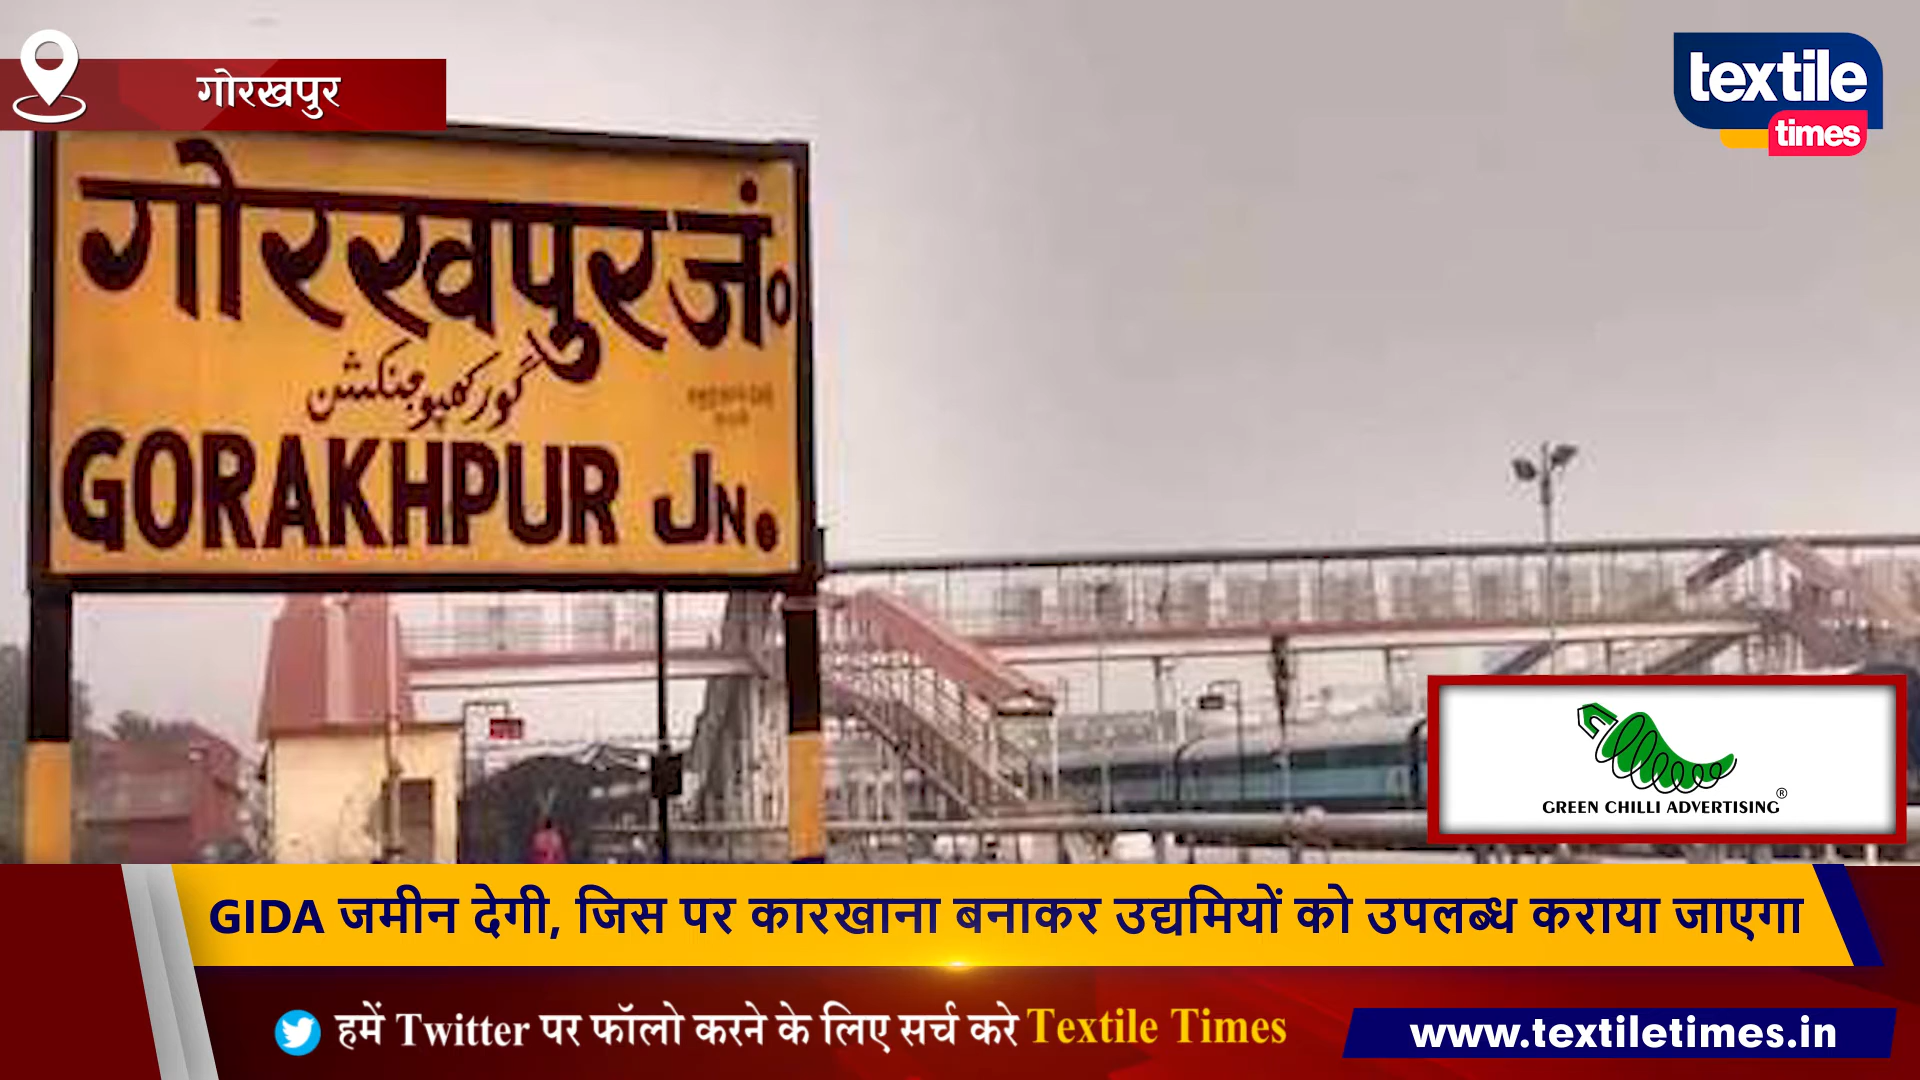 गोरखपुर
textile
times
गोरखपुर जं०
گورکھپور جنکشن
GORAKHPUR JN.
GREEN CHILLI ADVERTISING®
GIDA जमीन देगी, जिस पर कारखाना बनाकर उद्यमियों को उपलब्ध कराया जाएगा
हमें Twitter पर फॉलो करने के लिए सर्च करे Textile Times
www.textiletimes.in